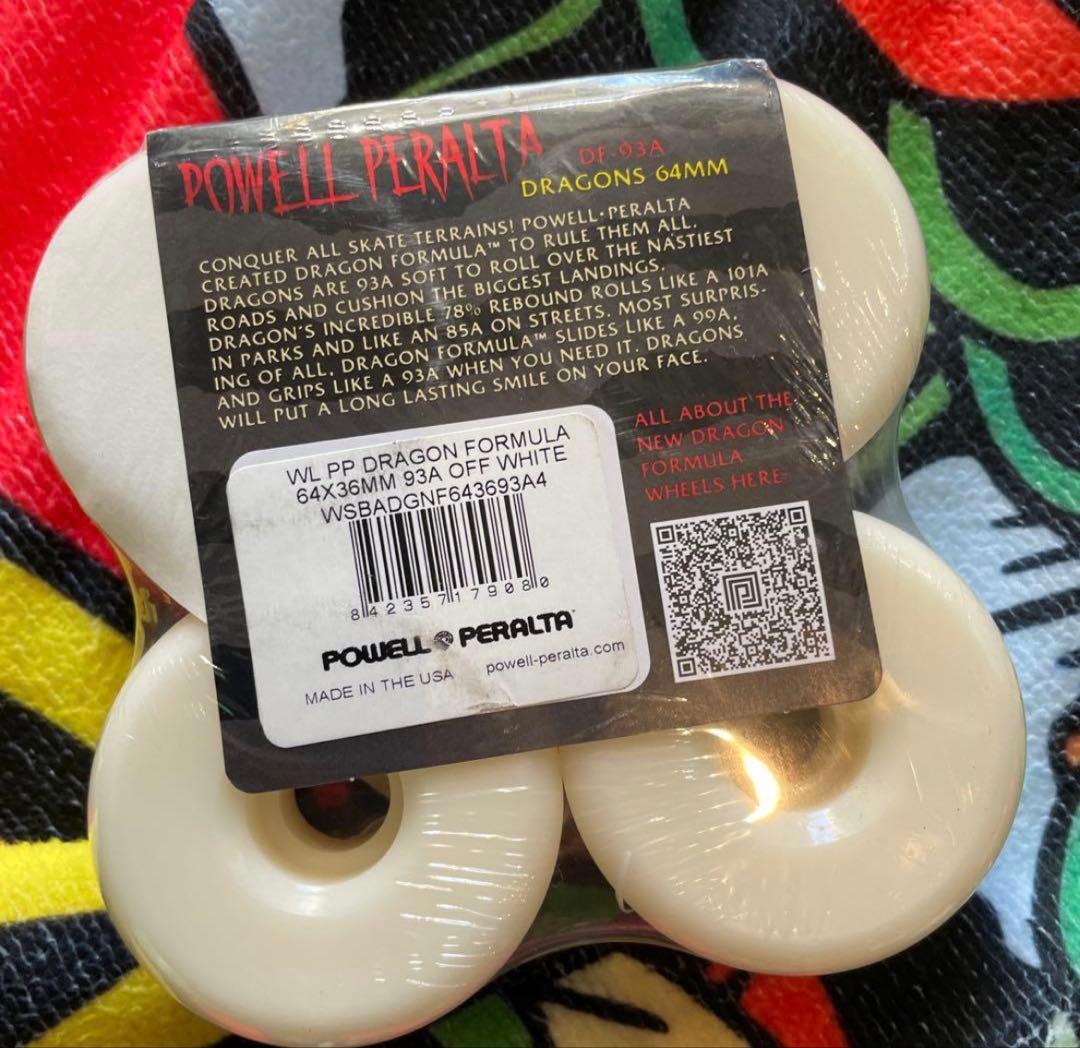 POWELL PERALTA
DF-93A
DRAGONS 64MM
CONQUER ALL SKATE TERRAINS! POWELL•PERALTA
CREATED DRAGON FORMULA™ TO RULE THEM ALL.
DRAGONS ARE 93A SOFT TO ROLL OVER THE NASTIEST
ROADS AND CUSHION THE BIGGEST LANDINGS.
DRAGON'S INCREDIBLE 78% REBOUND ROLLS LIKE A 101A
IN PARKS AND LIKE AN 85A ON STREETS. MOST SURPRIS-
ING OF ALL, DRAGON FORMULA™ SLIDES LIKE A 99A,
AND GRIPS LIKE A 93A WHEN YOU NEED IT. DRAGONS
WILL PUT A LONG LASTING SMILE ON YOUR FACE.
ALL ABOUT THE
NEW DRAGON
FORMULA
WHEELS HERE
WL PP DRAGON FORMULA
64X36MM 93A OFF WHITE
WSBADGNF643693A4
8 42357 17908 0
POWELL PERALTA
MADE IN THE USA powell-peralta.com